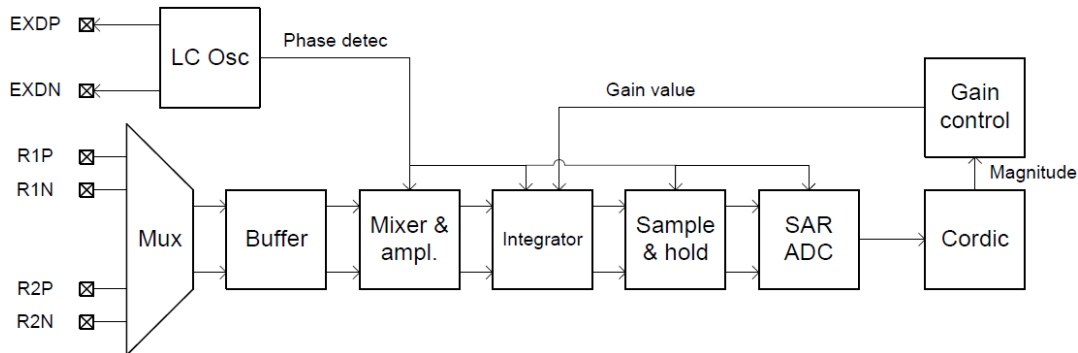 EXDP
LC Osc
Phase detec
EXDN
Gain value
Gain
control
R1P
R1N
Magnitude
Mux
Buffer
Mixer &
ampl.
Integrator
Sample
& hold
SAR
ADC
Cordic
R2P
R2N